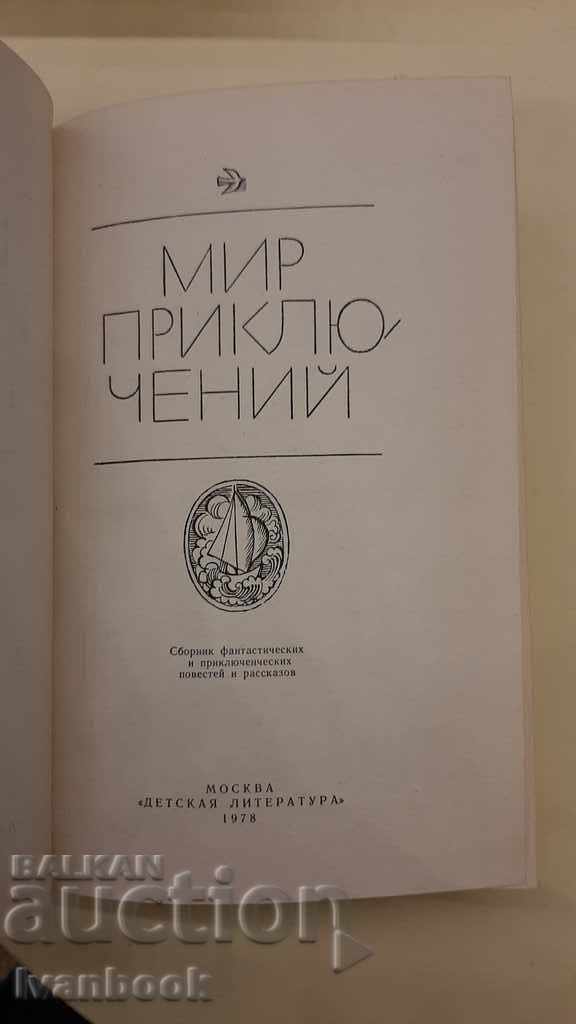 МИР
ПРИКЛЮ-
ЧЕНИЙ
Сборник фантастических
и приключенческих
повестей и рассказов
МОСКВА
«ДЕТСКАЯ ЛИТЕРАТУРА»
1978
BALKAN
auction
Ivanbook